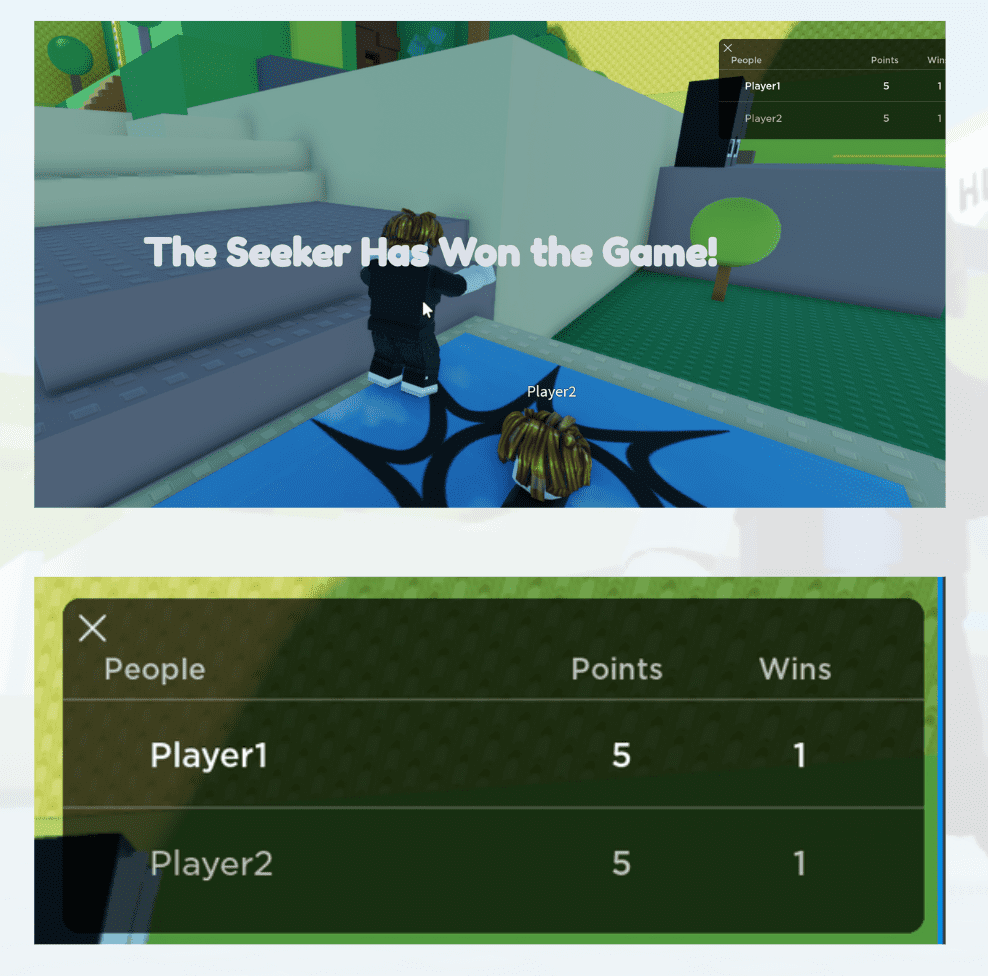 People Points Wins
Player1 5 1
Player2 5 1
The Seeker Has Won the Game!
Player2
People Points Wins
Player1 5 1
Player2 5 1